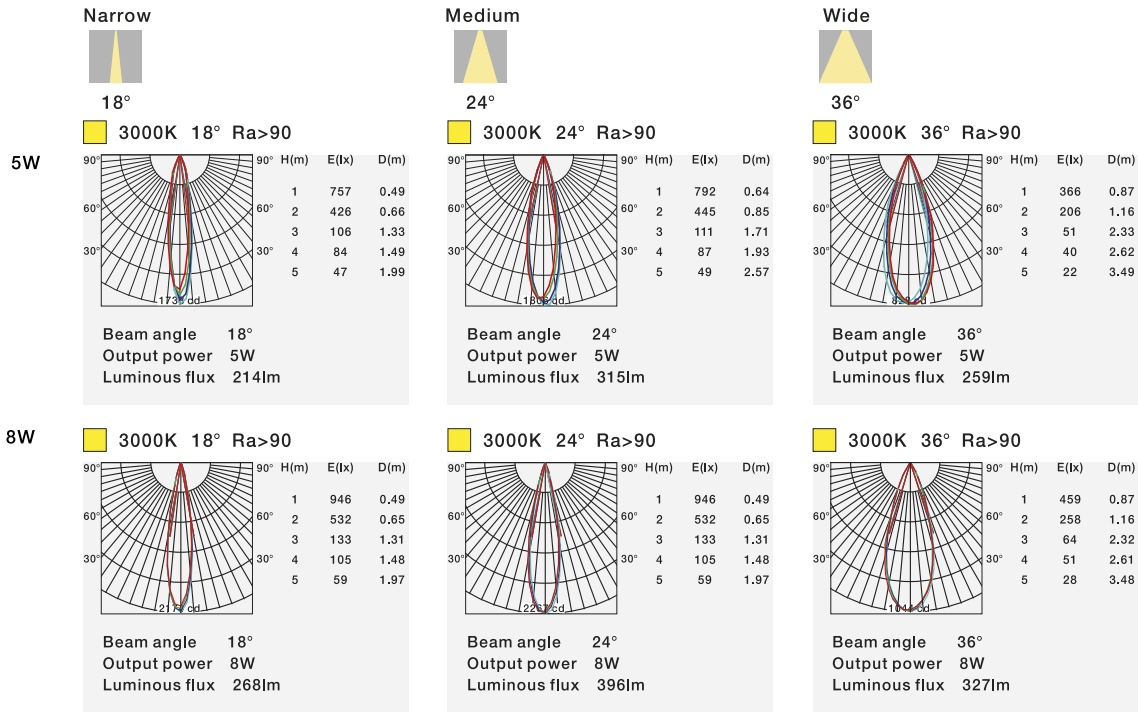 Narrow
Medium
Wide
18°
24°
36°
5W
3000K 18° Ra>90
90° 90° H(m) E(lx) D(m)
1 757 0.49
60° 60° 2 426 0.66
3 106 1.33
30° 30° 4 84 1.49
5 47 1.99
Beam angle 18°
Output power 5W
Luminous flux 214lm
3000K 24° Ra>90
90° 90° H(m) E(lx) D(m)
1 792 0.64
60° 60° 2 445 0.85
3 111 1.71
30° 30° 4 87 1.93
5 49 2.57
cd
Beam angle 24°
Output power 5W
Luminous flux 315lm
3000K 36° Ra>90
90° 90° H(m) E(lx) D(m)
1 366 0.87
60° 60° 2 206 1.16
3 51 2.33
30° 30° 4 40 2.62
5 22 3.49
Beam angle 36°
Output power 5W
Luminous flux 259lm
8W
3000K 18° Ra>90
90° 90° H(m) E(lx) D(m)
1 946 0.49
60° 60° 2 532 0.65
3 133 1.31
30° 30° 4 105 1.48
5 59 1.97
cd
Beam angle 18°
Output power 8W
Luminous flux 268lm
3000K 24° Ra>90
90° 90° H(m) E(lx) D(m)
1 946 0.49
60° 60° 2 532 0.65
3 133 1.31
30° 30° 4 105 1.48
5 59 1.97
cd
Beam angle 24°
Output power 8W
Luminous flux 396lm
3000K 36° Ra>90
90° 90° H(m) E(lx) D(m)
1 459 0.87
60° 60° 2 258 1.16
3 64 2.32
30° 30° 4 51 2.61
5 28 3.48
cd
Beam angle 36°
Output power 8W
Luminous flux 327lm